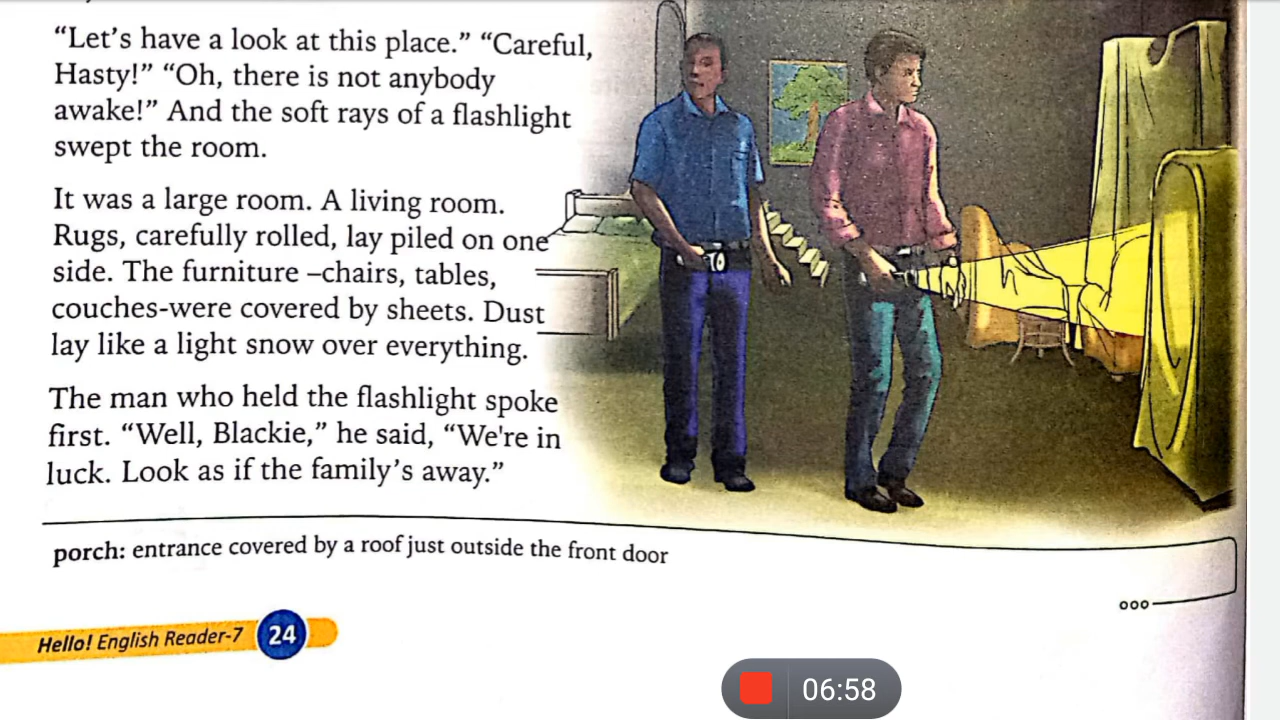 “Let’s have a look at this place.” “Careful,
Hasty!” “Oh, there is not anybody
awake!” And the soft rays of a flashlight
swept the room.
It was a large room. A living room.
Rugs, carefully rolled, lay piled on one
side. The furniture –chairs, tables,
couches-were covered by sheets. Dust
lay like a light snow over everything.
The man who held the flashlight spoke
first. “Well, Blackie,” he said, “We're in
luck. Look as if the family’s away.”
porch: entrance covered by a roof just outside the front door
Hello! English Reader-7 24
06:58